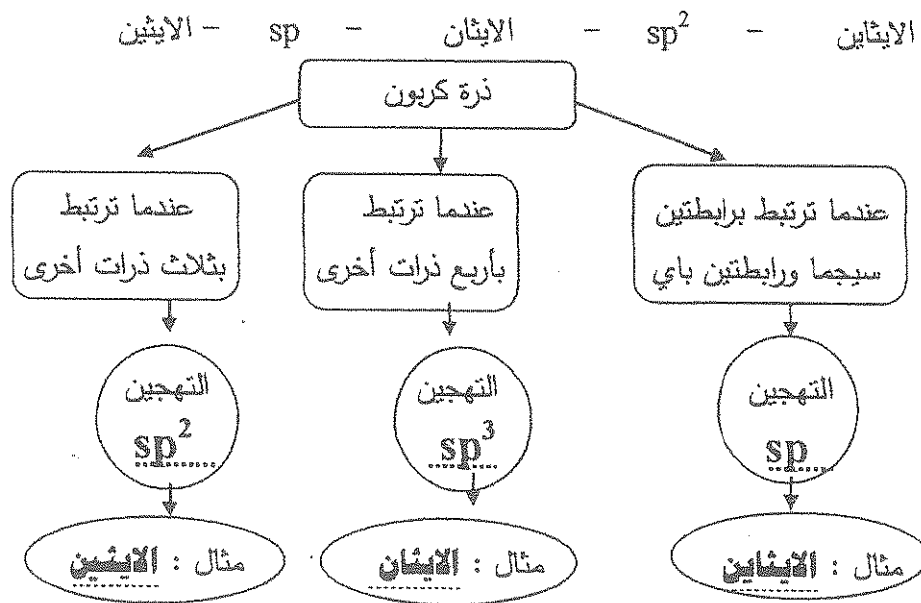 الايثاين – sp² – الايثان – sp – الايثين
ذرة كربون
عندما ترتبط برابطتين
سيجما ورابطتين باي
التهجين
sp
مثال : الايثاين
عندما ترتبط
بأربع ذرات أخرى
التهجين
sp³
مثال : الايثان
عندما ترتبط
بثلاث ذرات أخرى
التهجين
sp²
مثال : الايثين